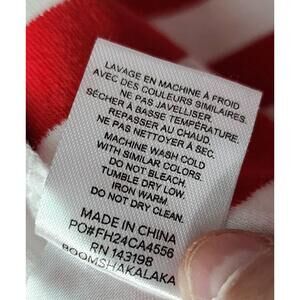 LAVAGE EN MACHINE À FROID
AVEC DES COULEURS SIMILAIRES.
NE PAS JAVELLISER.
SÉCHER À BASSE TEMPÉRATURE.
REPASSER AU CHAUD.
NE PAS NETTOYER À SEC.
MACHINE WASH COLD
WITH SIMILAR COLORS.
DO NOT BLEACH.
TUMBLE DRY LOW.
IRON WARM
DO NOT DRY CLEAN.
MADE IN CHINA
PO#FH24CA4556
RN 143198
BOOMSHAKALAKA